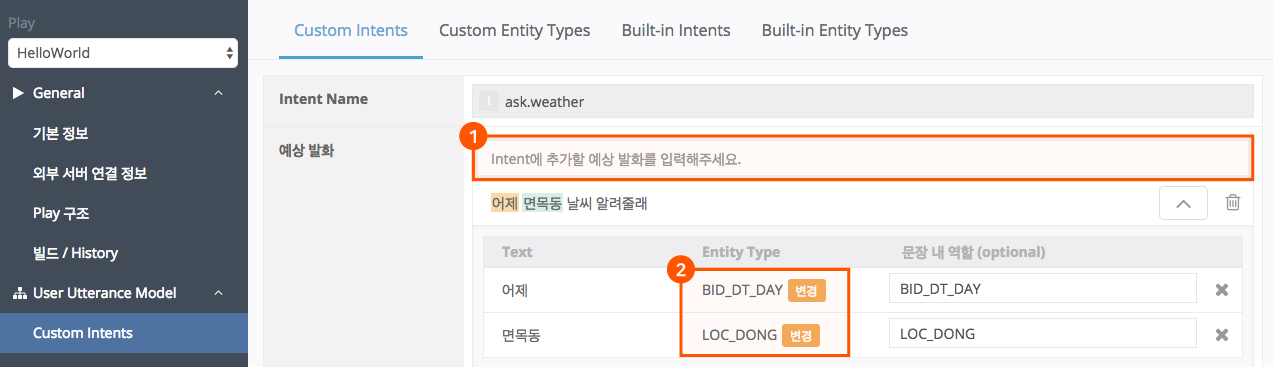 Play
HelloWorld
General
기본 정보
외부 서버 연결 정보
Play 구조
빌드 / History
User Utterance Model
Custom Intents
Custom Intents Custom Entity Types Built-in Intents Built-in Entity Types
Intent Name
I ask.weather
예상 발화
1
Intent에 추가할 예상 발화를 입력해주세요.
어제 면목동 날씨 알려줄래
Text Entity Type 문장 내 역할 (optional)
2
어제 BID_DT_DAY 변경 BID_DT_DAY
면목동 LOC_DONG 변경 LOC_DONG